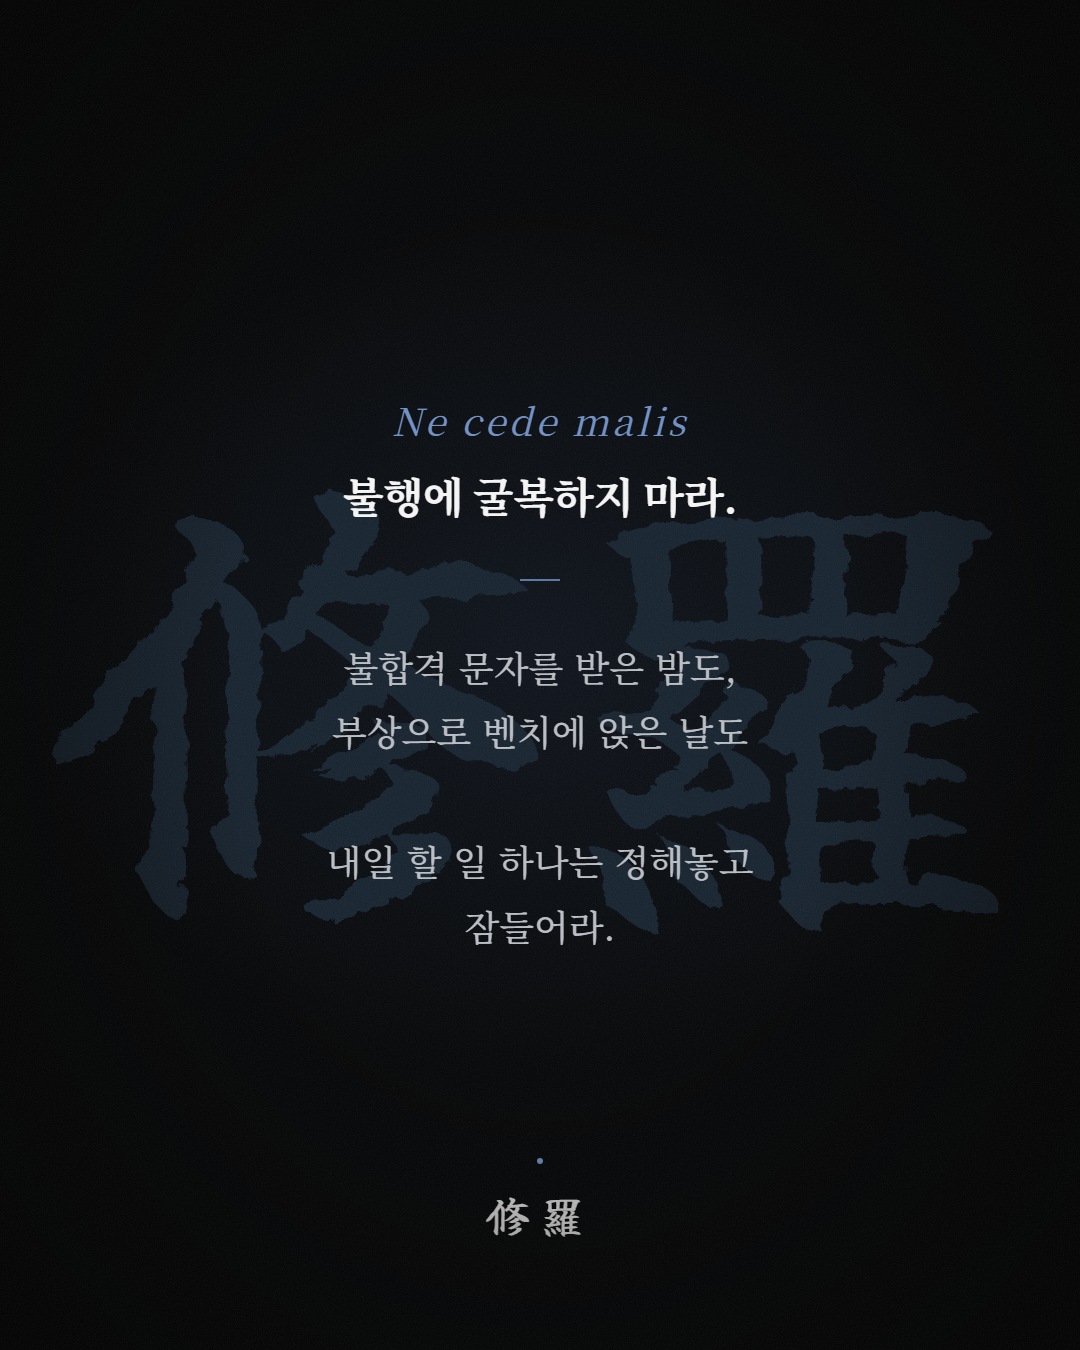 Ne cede malis
불행에 굴복하지 마라.
修羅
불합격 문자를 받은 밤도,
부상으로 벤치에 앉은 날도
내일 할 일 하나는 정해놓고
잠들어라.
修羅